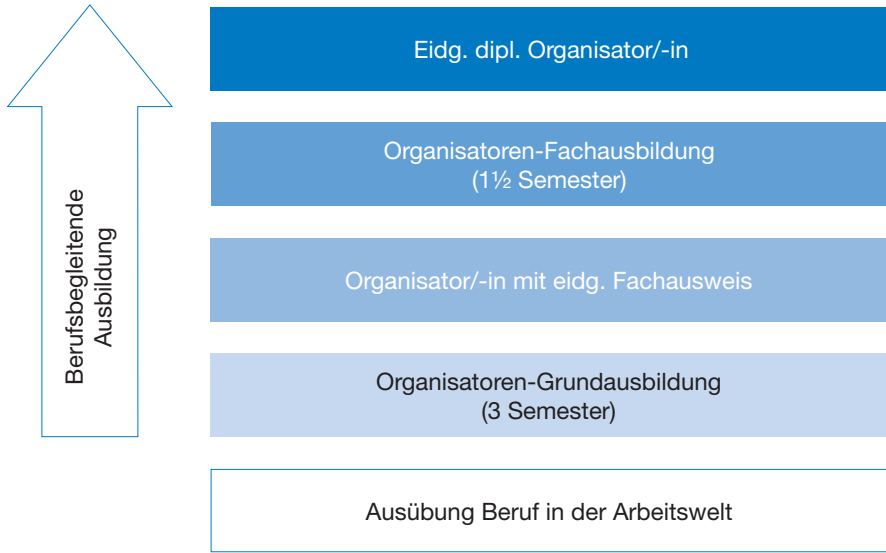 Eidg. dipl. Organisator/-in
Organisatoren-Fachausbildung
(1½ Semester)
Organisator/-in mit eidg. Fachausweis
Organisatoren-Grundausbildung
(3 Semester)
Ausübung Beruf in der Arbeitswelt
Berufsbegleitende
Ausbildung